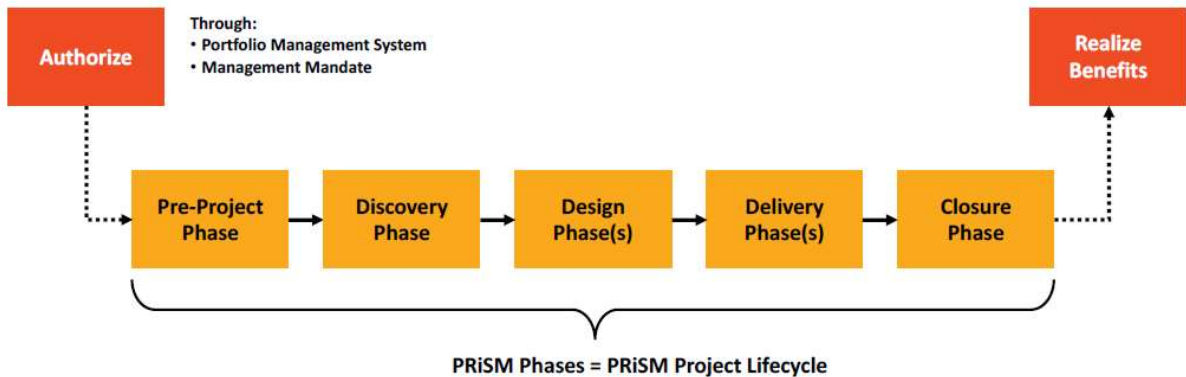 Authorize
Through:
• Portfolio Management System
• Management Mandate
Realize
Benefits
Pre-Project
Phase
Discovery
Phase
Design
Phase(s)
Delivery
Phase(s)
Closure
Phase
PRiSM Phases = PRiSM Project Lifecycle